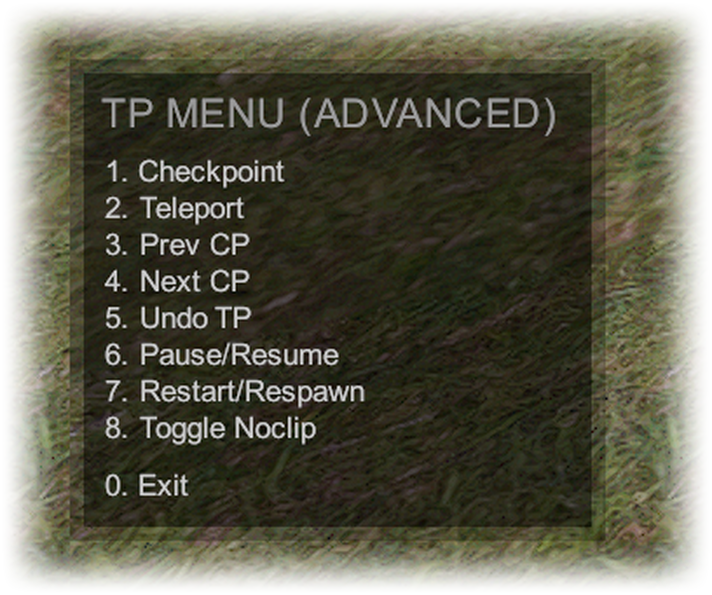 TP MENU (ADVANCED)
1. Checkpoint
2. Teleport
3. Prev CP
4. Next CP
5. Undo TP
6. Pause/Resume
7. Restart/Respawn
8. Toggle Noclip
0. Exit